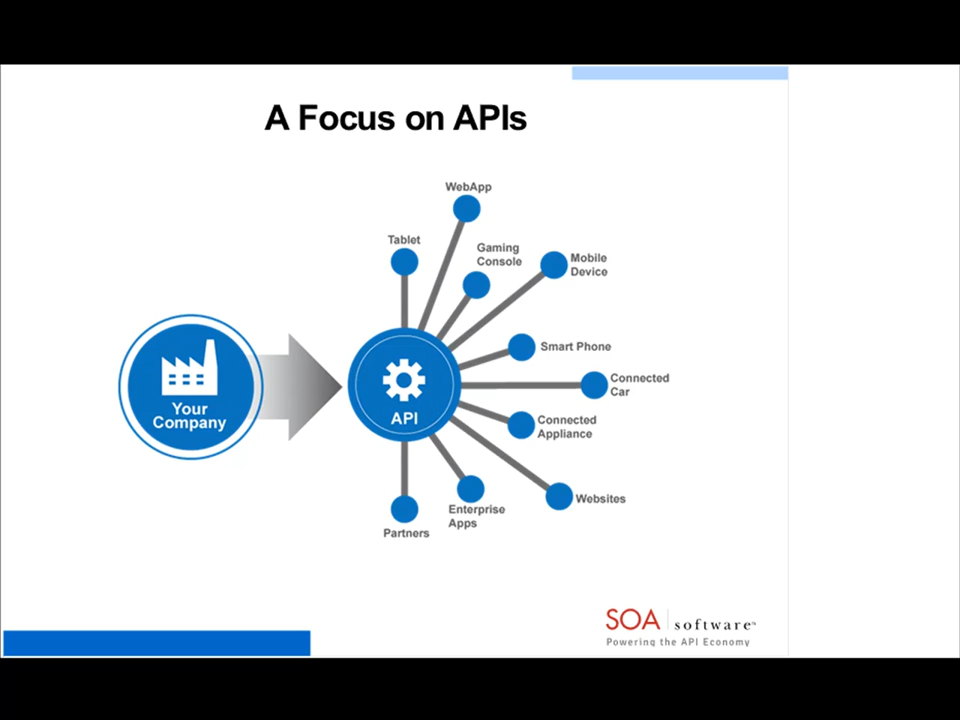 A Focus on APIs
WebApp
Tablet
Gaming
Console
Mobile
Device
Smart Phone
Connected
Car
Your
Company
API
Connected
Appliance
Websites
Enterprise
Apps
Partners
SOA software™
Powering the API Economy